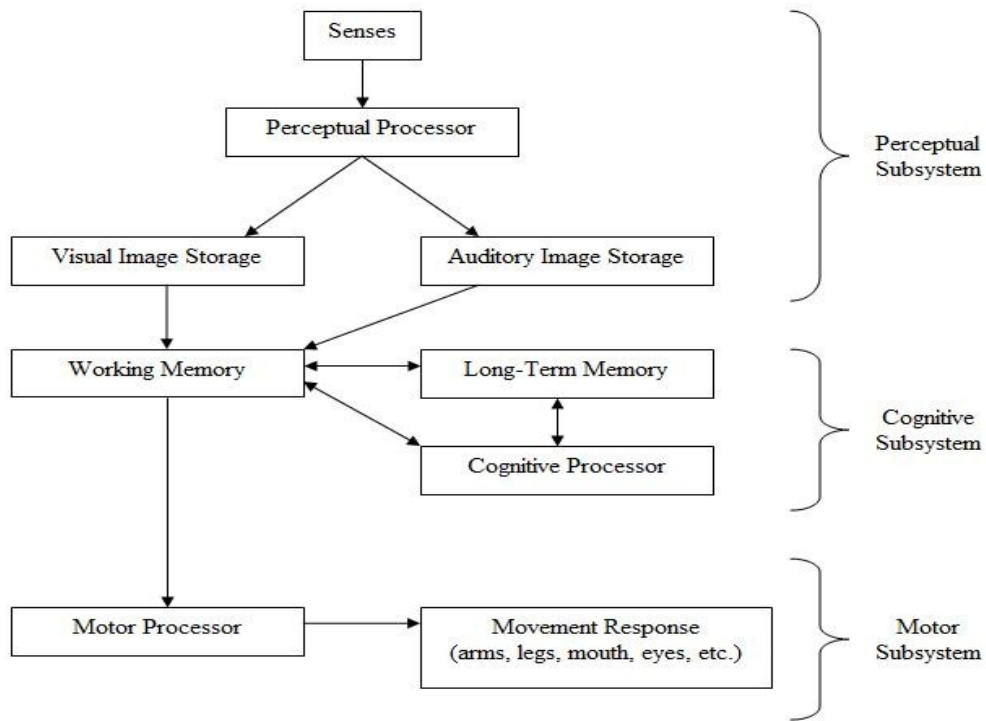 Senses
Perceptual Processor
Perceptual
Subsystem
Visual Image Storage
Auditory Image Storage
Working Memory
Long-Term Memory
Cognitive
Subsystem
Cognitive Processor
Motor Processor
Movement Response
(arms, legs, mouth, eyes, etc.)
Motor
Subsystem